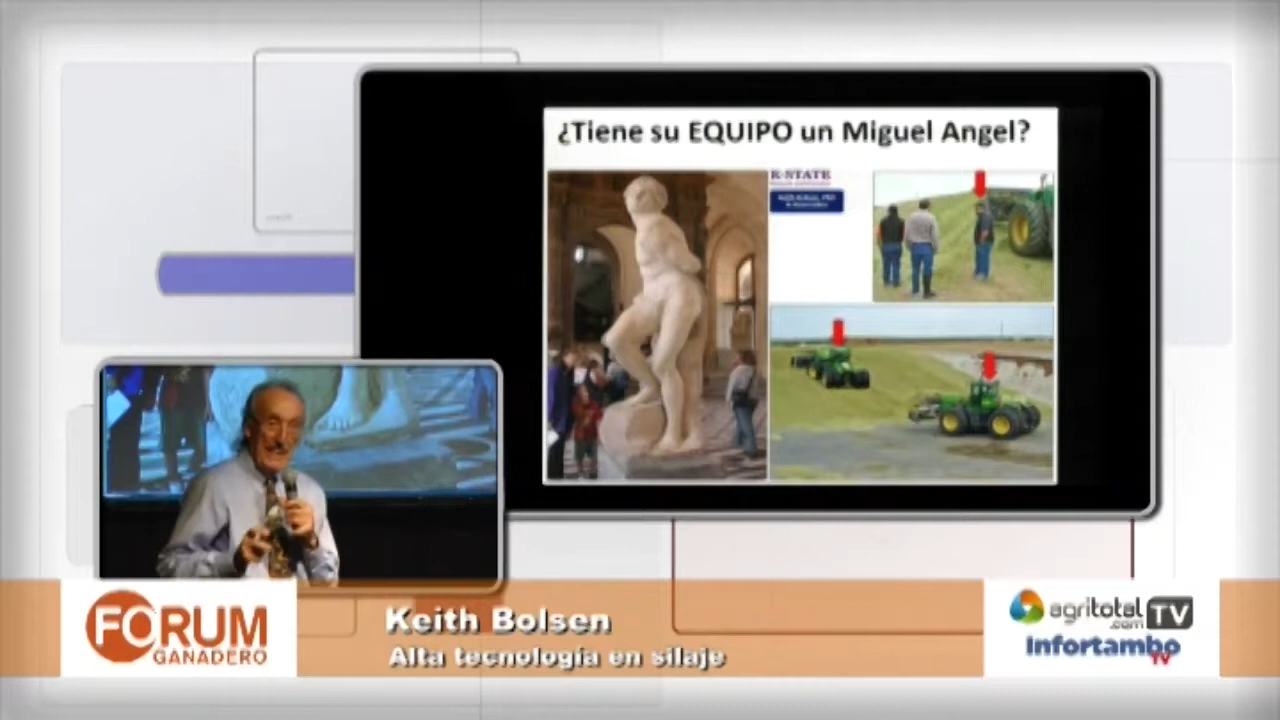 ¿Tiene su EQUIPO un Miguel Angel?
K-STATE
FORUM
GANADERO
Keith Bolsen
Alta tecnología en silaje
agritotal
.com
TV
Infortambo
TV